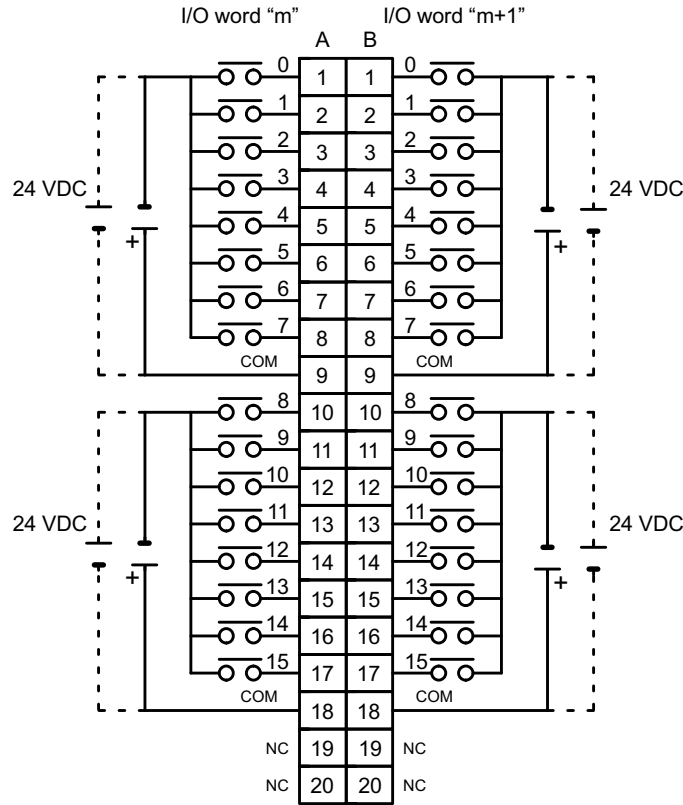 I/O word “m” I/O word “m+1”
A B
0 1 1 0
1 2 2 1
2 3 3 2
24 VDC 3 4 4 3 24 VDC
4 5 5 4
+ 5 6 6 5 +
6 7 7 6
7 8 8 7
COM 9 9 COM
8 10 10 8
9 11 11 9
10 12 12 10
24 VDC 11 13 13 11 24 VDC
12 14 14 12
+ 13 15 15 13 +
14 16 16 14
15 17 17 15
COM 18 18 COM
NC 19 19 NC
NC 20 20 NC